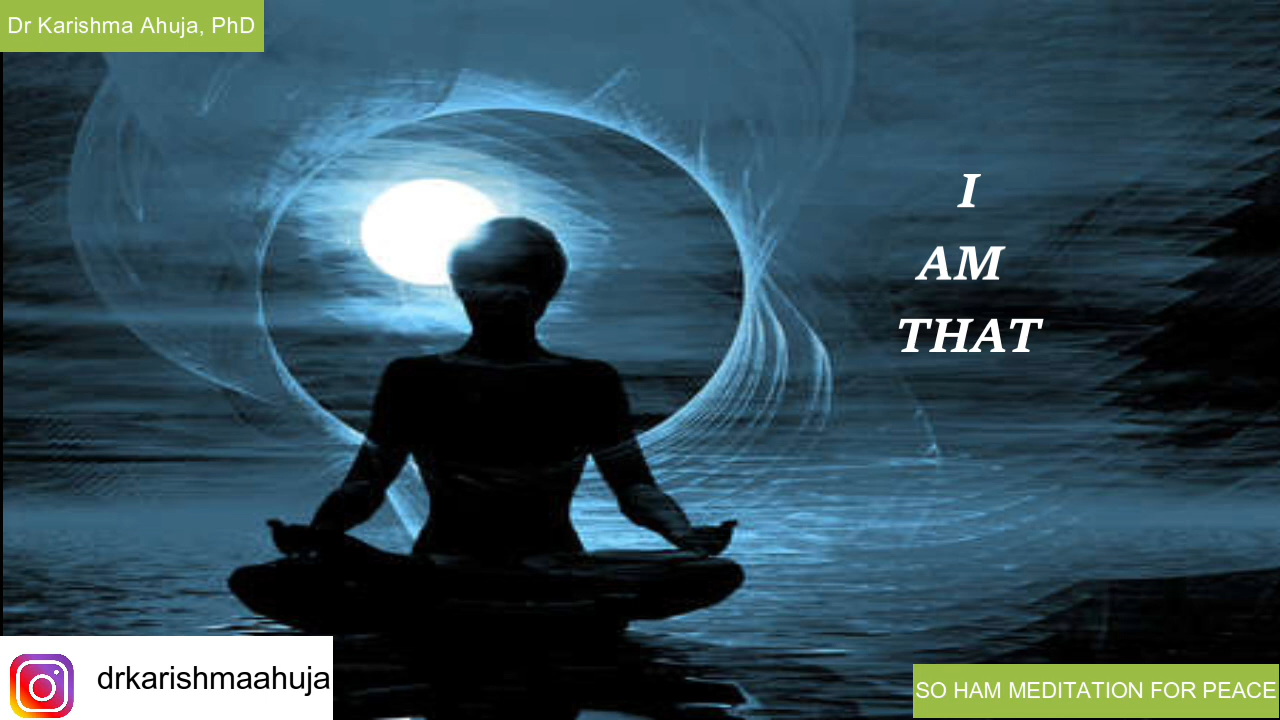 Dr Karishma Ahuja, PhD
I
AM
THAT
drkarishmaahuja
SO HAM MEDITATION FOR PEACE